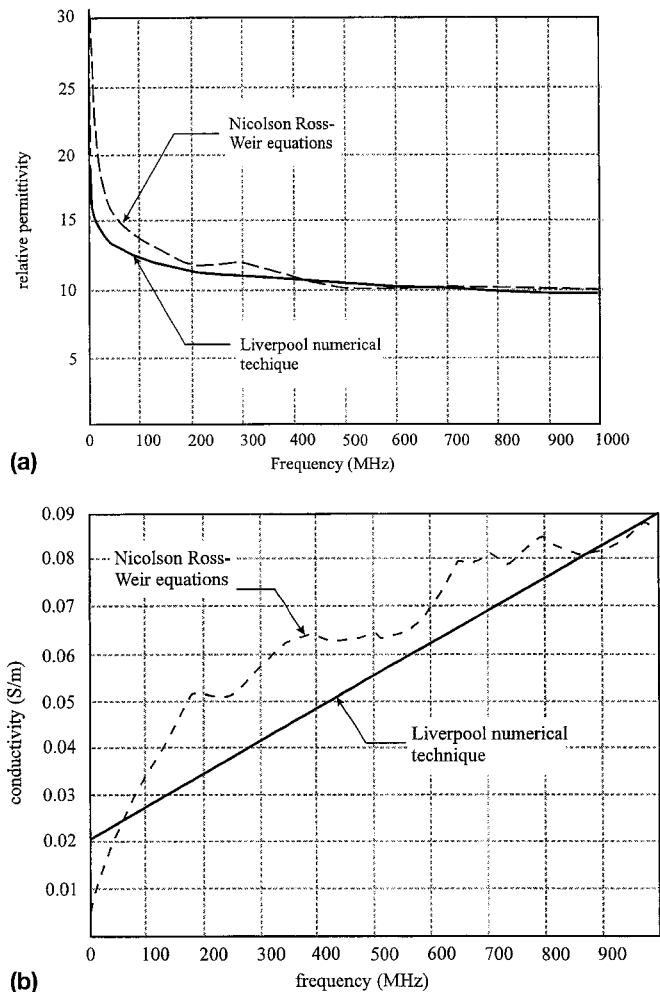 30
25
20
15
10
5
relative permittivity
Nicolson Ross-
Weir equations
Liverpool numerical
techique
0 100 200 300 400 500 600 700 800 900 1000
Frequency (MHz)
(a)
0.09
0.08
0.07
0.06
0.05
0.04
0.03
0.02
0.01
conductivity (S/m)
Nicolson Ross-
Weir equations
Liverpool numerical
technique
0 100 200 300 400 500 600 700 800 900
frequency (MHz)
(b)